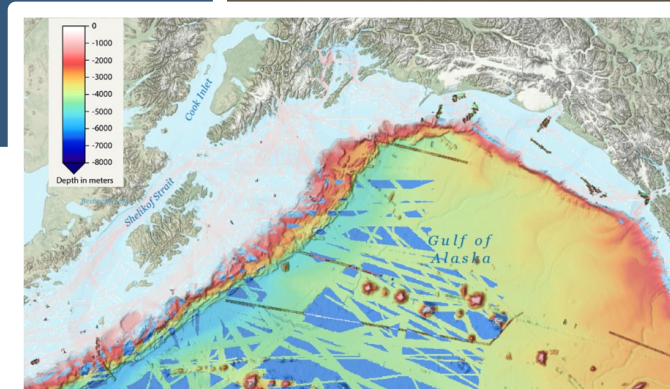 0
-1000
-2000
-3000
-4000
-5000
-6000
-7000
-8000
Depth in meters
Cook Inlet
Shelikof Strait
Gulf of
Alaska